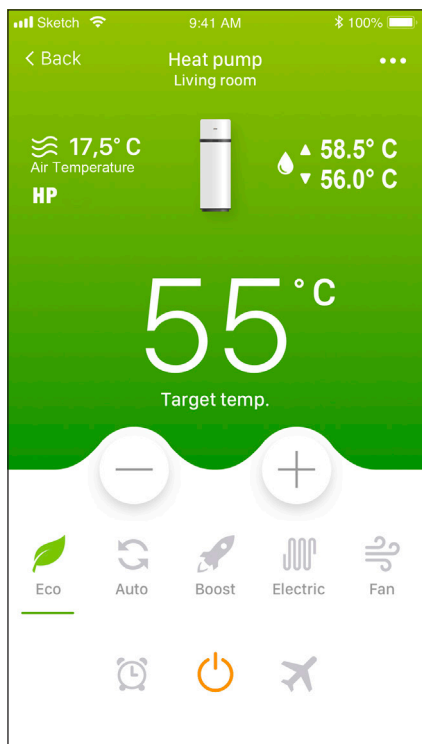 Sketch 9:41 AM 100%
Back Heat pump
Living room
17,5° C
Air Temperature
HP
▲ 58.5° C
▼ 56.0° C
55° C
Target temp.
Eco Auto Boost Electric Fan